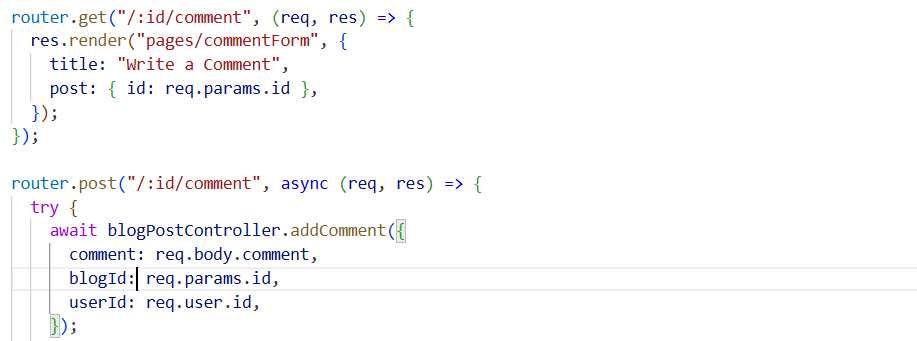 router.get("/:id/comment", (req, res) => {
  res.render("pages/commentForm", {
    title: "Write a Comment",
    post: { id: req.params.id },
  });
});

router.post("/:id/comment", async (req, res) => {
  try {
    await blogPostController.addComment({
      comment: req.body.comment,
      blogId: req.params.id,
      userId: req.user.id,
    });